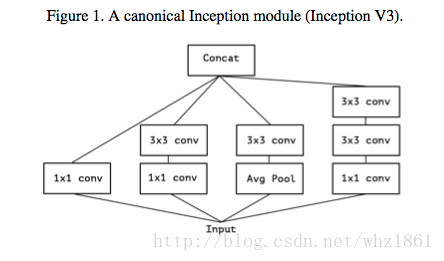 Figure 1. A canonical Inception module (Inception V3).
Concat
3x3 conv
3x3 conv
3x3 conv
3x3 conv
1x1 conv
1x1 conv
Avg Pool
1x1 conv
Input
http://blog.csdn.net/whz1861